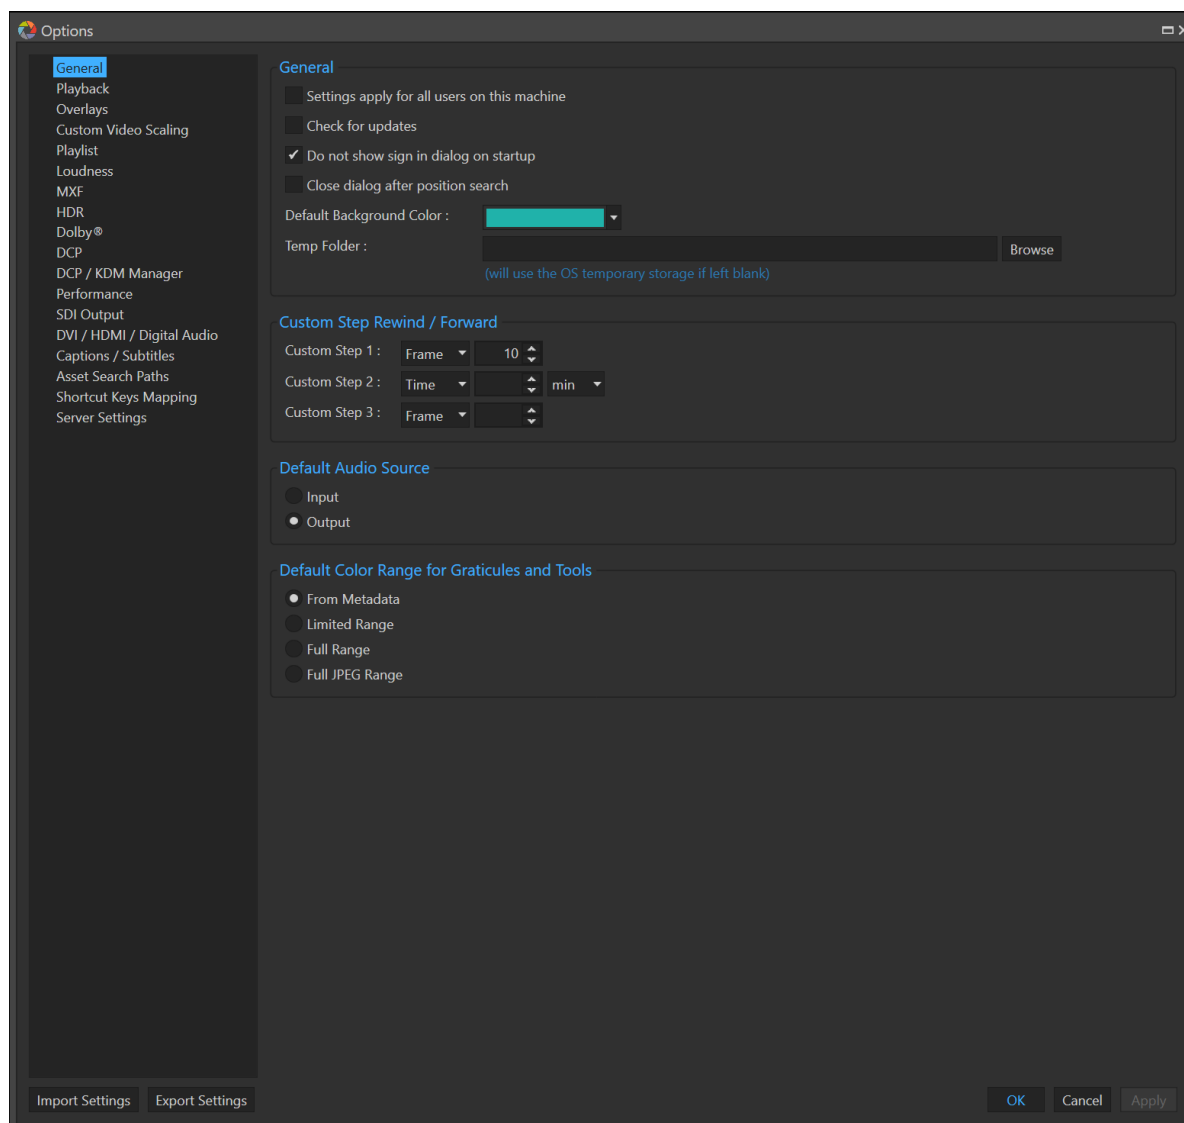 Options
General
Playback
Overlays
Custom Video Scaling
Playlist
Loudness
MXF
HDR
Dolby®
DCP
DCP / KDM Manager
Performance
SDI Output
DVI / HDMI / Digital Audio
Captions / Subtitles
Asset Search Paths
Shortcut Keys Mapping
Server Settings
General
Settings apply for all users on this machine
Check for updates
Do not show sign in dialog on startup
Close dialog after position search
Default Background Color :
Temp Folder : Browse
(will use the OS temporary storage if left blank)
Custom Step Rewind / Forward
Custom Step 1 : Frame 10
Custom Step 2 : Time min
Custom Step 3 : Frame
Default Audio Source
Input
Output
Default Color Range for Graticules and Tools
From Metadata
Limited Range
Full Range
Full JPEG Range
Import Settings Export Settings OK Cancel Apply